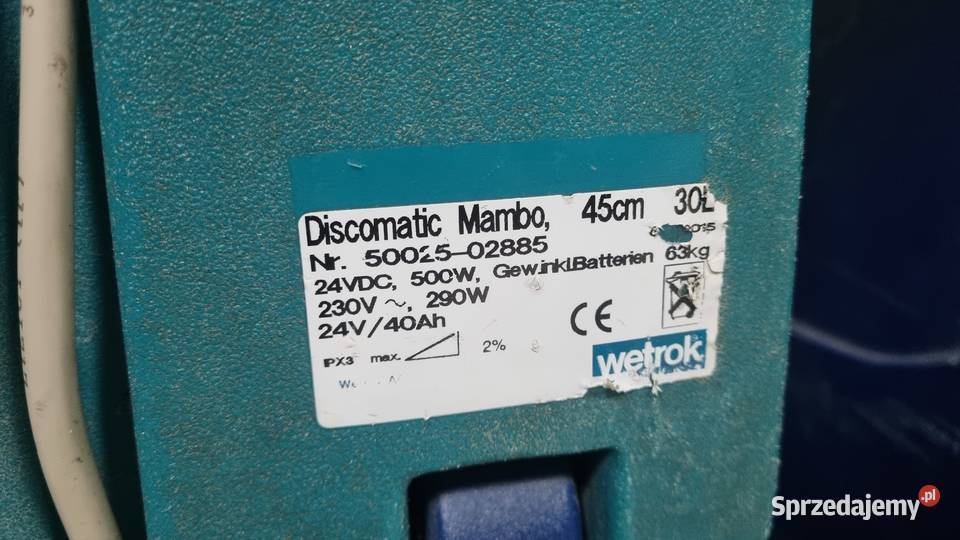 Discomatic Mambo, 45cm 30L
Nr. 50025-02885
24VDC, 500W, Gew.inkl.Batterien 63kg
230V ~, 290W
24V/40Ah
CE
IPX3 max. 2%
wetrok
Sprzedajemy.pl